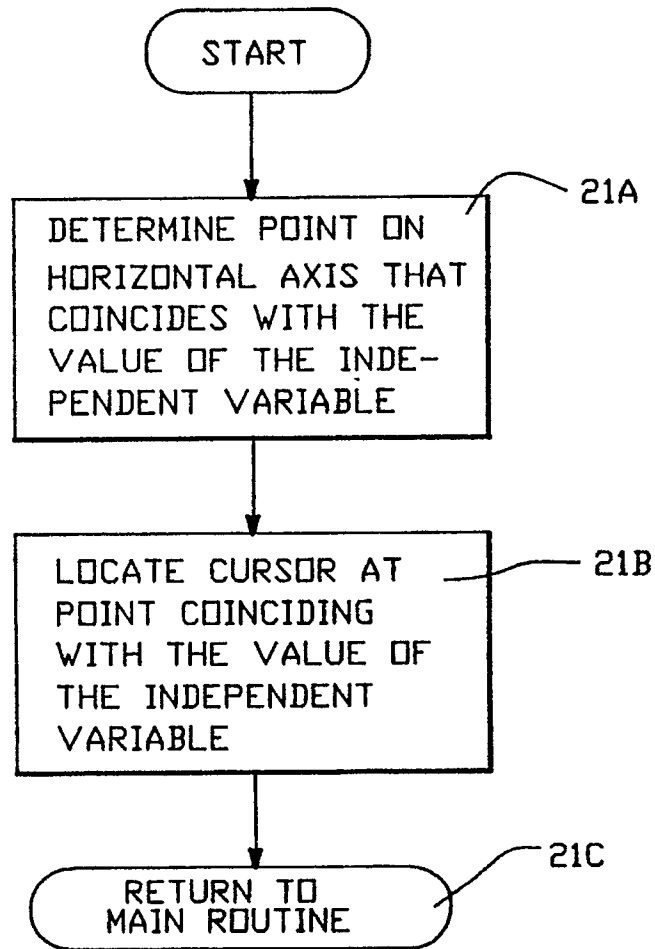 START
21A
DETERMINE POINT ON
HORIZONTAL AXIS THAT
COINCIDES WITH THE
VALUE OF THE INDE-
PENDENT VARIABLE
21B
LOCATE CURSOR AT
POINT COINCIDING
WITH THE VALUE OF
THE INDEPENDENT
VARIABLE
21C
RETURN TO
MAIN ROUTINE